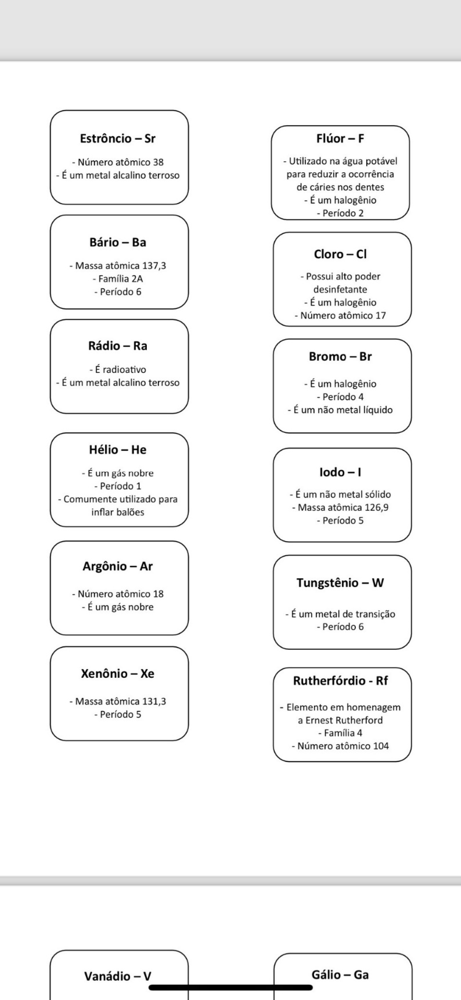 Estrôncio – Sr
- Número atômico 38
- É um metal alcalino terroso
Bário – Ba
- Massa atômica 137,3
- Família 2A
- Período 6
Rádio – Ra
- É radioativo
- É um metal alcalino terroso
Hélio – He
- É um gás nobre
- Período 1
- Comumente utilizado para
inflar balões
Argônio – Ar
- Número atômico 18
- É um gás nobre
Xenônio – Xe
- Massa atômica 131,3
- Período 5
Flúor – F
- Utilizado na água potável
para reduzir a ocorrência
de cáries nos dentes
- É um halogênio
- Período 2
Cloro – Cl
- Possui alto poder
desinfetante
- É um halogênio
- Número atômico 17
Bromo – Br
- É um halogênio
- Período 4
- É um não metal líquido
Iodo – I
- É um não metal sólido
- Massa atômica 126,9
- Período 5
Tungstênio – W
- É um metal de transição
- Período 6
Rutherfórdio - Rf
- Elemento em homenagem
a Ernest Rutherford
- Família 4
- Número atômico 104
Vanádio – V
Gálio – Ga